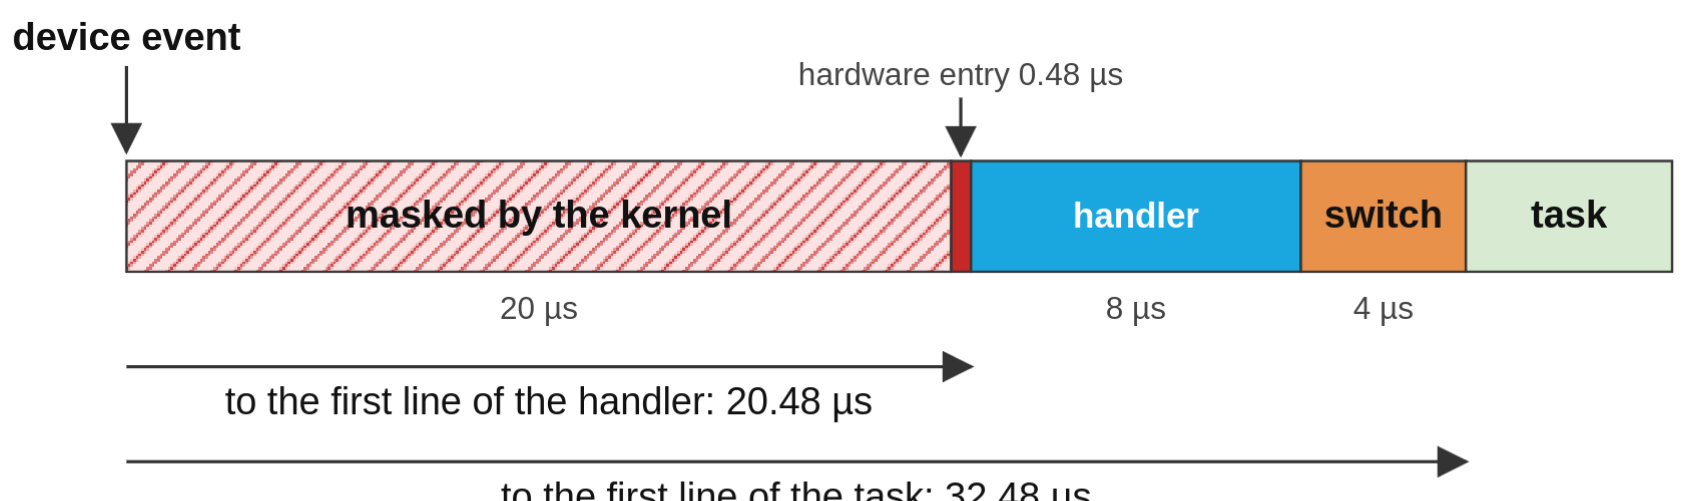 device event
hardware entry 0.48 µs
masked by the kernel
handler
switch
task
20 µs
8 µs
4 µs
to the first line of the handler: 20.48 µs
to the first line of the task: 32.48 µs